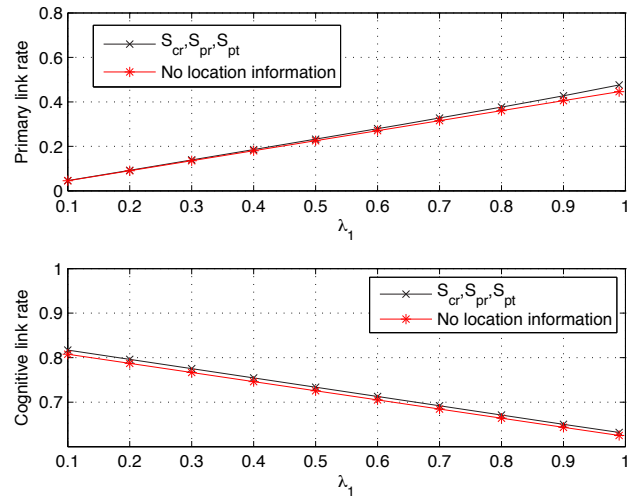 0.8
0.6
0.4
0.2
0
Primary link rate
S_cr,S_pr,S_pt
No location information
0.1 0.2 0.3 0.4 0.5 0.6 0.7 0.8 0.9 1
λ_1
1
0.9
0.8
0.7
Cognitive link rate
S_cr,S_pr,S_pt
No location information
0.1 0.2 0.3 0.4 0.5 0.6 0.7 0.8 0.9 1
λ_1